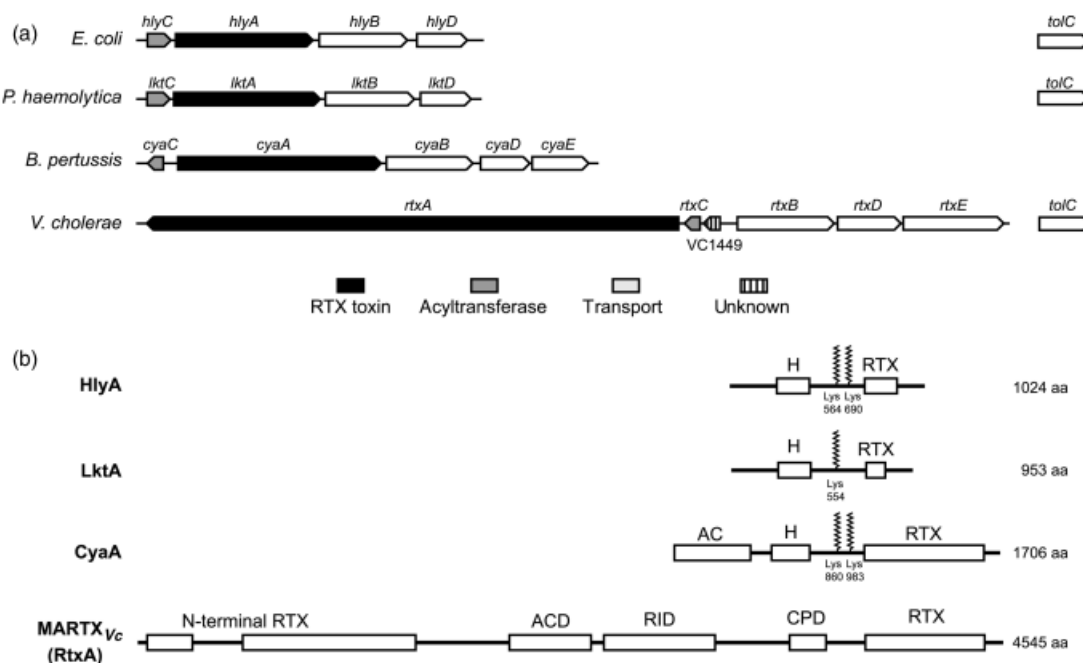 (a)
hlyC hlyA hlyB hlyD tolC
E. coli
lktC lktA lktB lktD tolC
P. haemolytica
cyaC cyaA cyaB cyaD cyaE
B. pertussis
rtxA rtxC rtxB rtxD rtxE tolC
V. cholerae
VC1449
RTX toxin Acyltransferase Transport Unknown
(b)
H RTX
HlyA 1024 aa
Lys Lys
564 690
H RTX
LktA 953 aa
Lys
554
AC H RTX
CyaA 1706 aa
Lys Lys
860 983
N-terminal RTX ACD RID CPD RTX
MARTXVc 4545 aa
(RtxA)